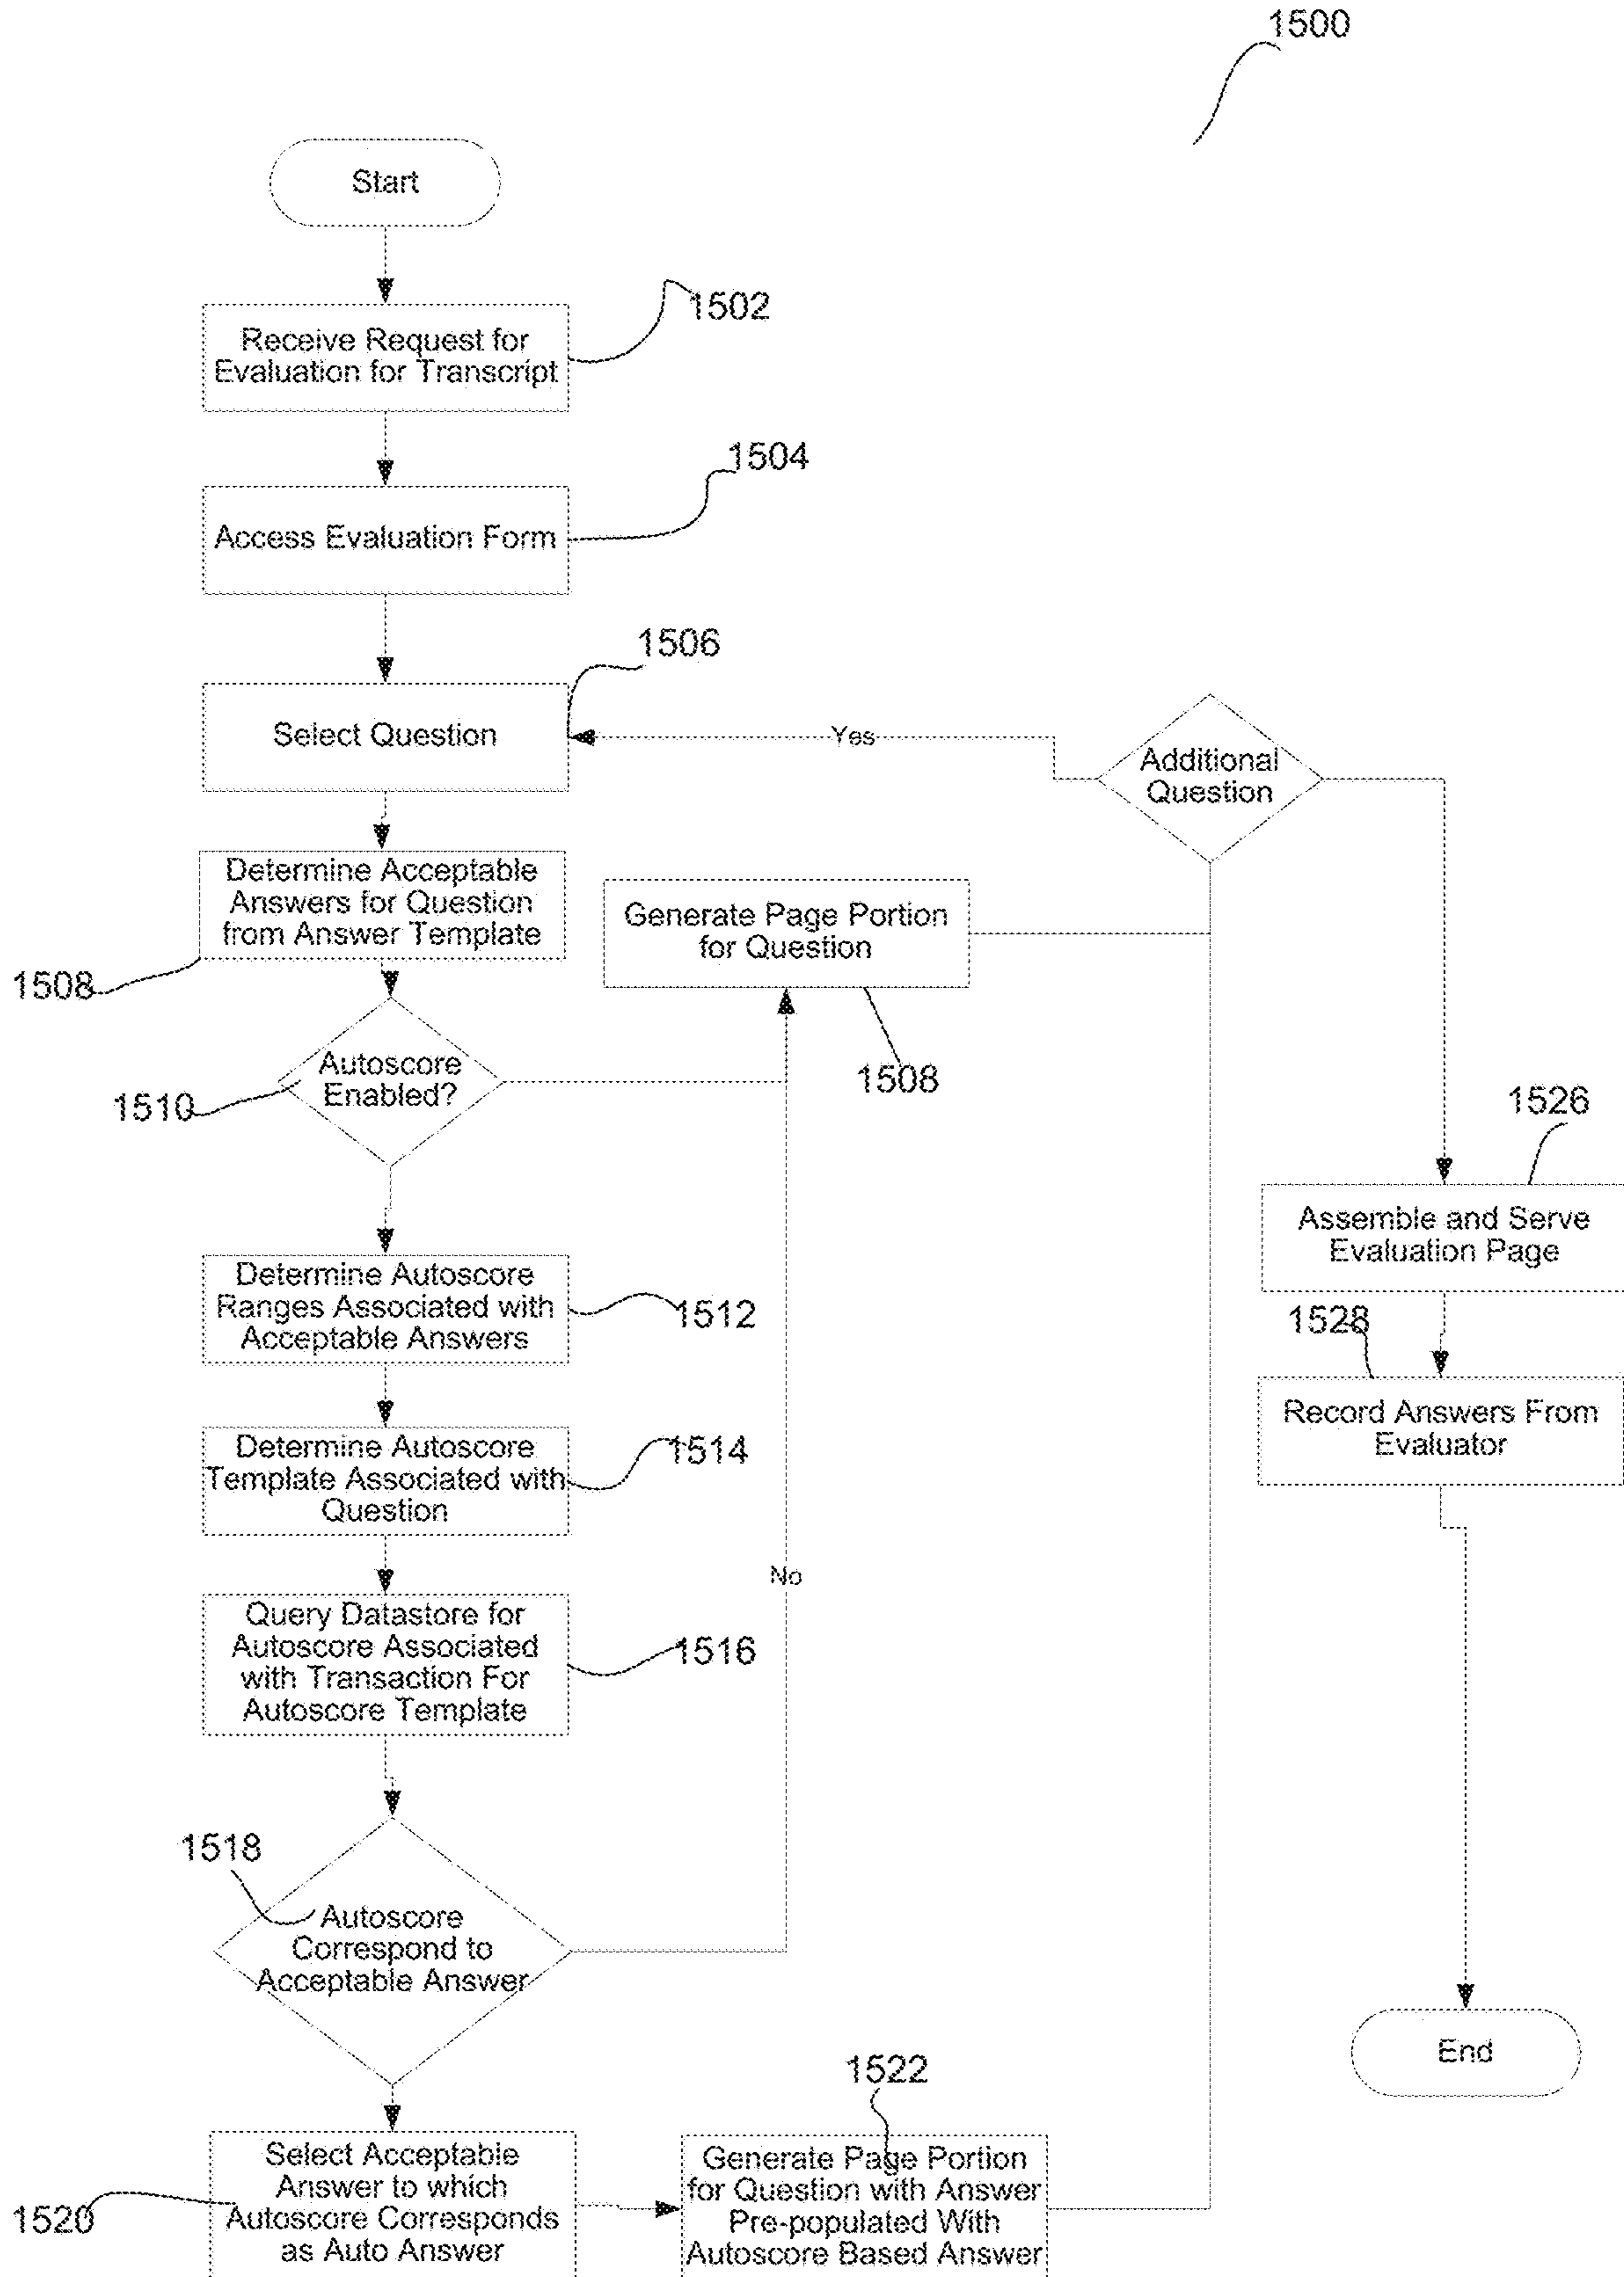 1500
Start
1502
Receive Request for
Evaluation for Transcript
1504
Access Evaluation Form
1506
Select Question
Yes
Additional
Question
Determine Acceptable
Answers for Question
from Answer Template
1508
Generate Page Portion
for Question
1508
Autoscore
Enabled?
1510
1526
Assemble and Serve
Evaluation Page
Determine Autoscore
Ranges Associated with
Acceptable Answers
1512
1528
Record Answers From
Evaluator
Determine Autoscore
Template Associated with
Question
1514
No
Query Datastore for
Autoscore Associated
with Transaction For
Autoscore Template
1516
1518
Autoscore
Correspond to
Acceptable Answer
End
1522
Select Acceptable
Answer to which
Autoscore Corresponds
as Auto Answer
1520
Generate Page Portion
for Question with Answer
Pre-populated With
Autoscore Based Answer